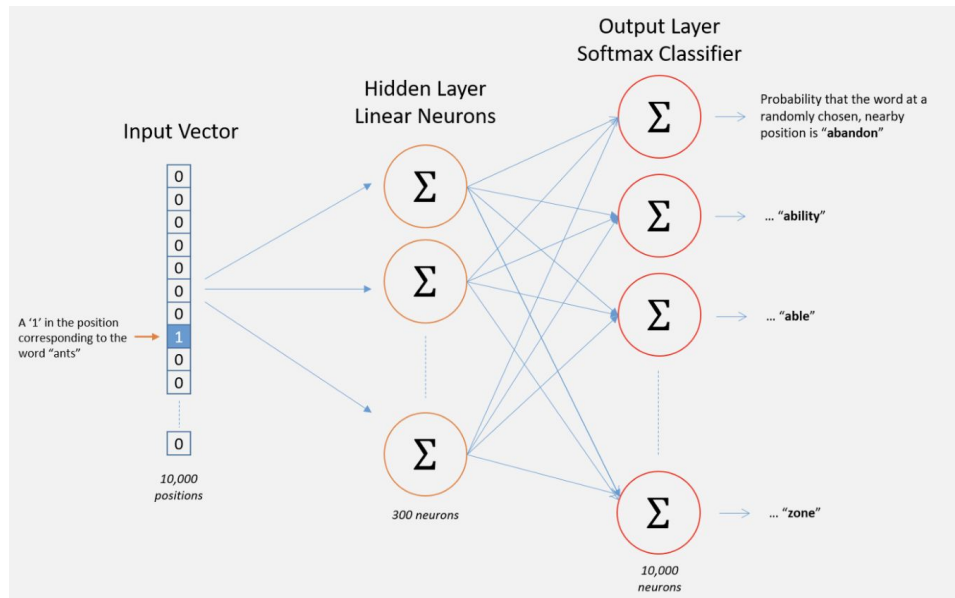 Output Layer
Softmax Classifier
Hidden Layer
Linear Neurons
Input Vector
0
0
0
0
0
0
0
1
0
0
0
A ‘1’ in the position
corresponding to the
word “ants”
10,000
positions
Σ
Σ
Σ
300 neurons
Σ
Σ
Σ
Σ
10,000
neurons
Probability that the word at a
randomly chosen, nearby
position is “abandon”
... “ability”
... “able”
... “zone”